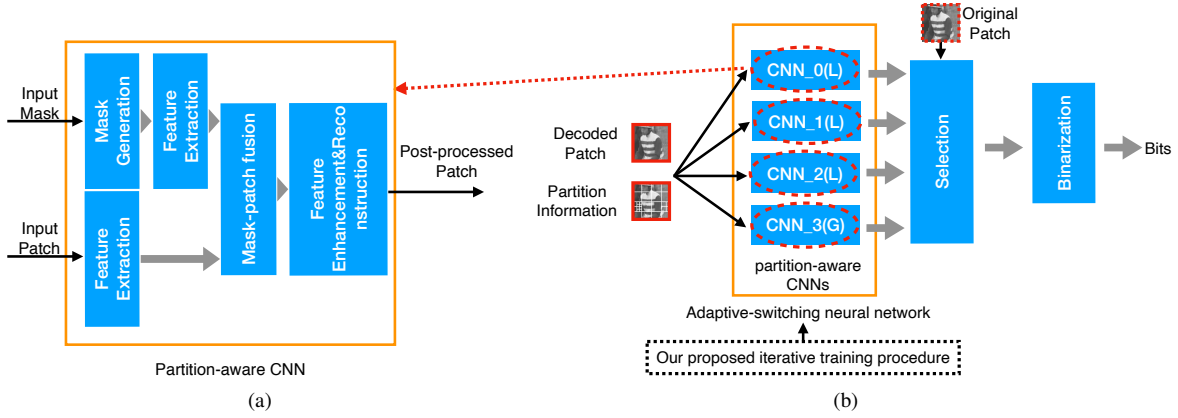 Input
Mask
Mask
Generation
Feature
Extraction
Mask-patch fusion
Feature
Enhancement&Reco
nstruction
Post-processed
Patch
Input
Patch
Feature
Extraction
Partition-aware CNN
(a)
Original
Patch
CNN_0(L)
CNN_1(L)
CNN_2(L)
CNN_3(G)
Decoded
Patch
Partition
Information
Selection
Binarization
Bits
partition-aware
CNNs
Adaptive-switching neural network
Our proposed iterative training procedure
(b)